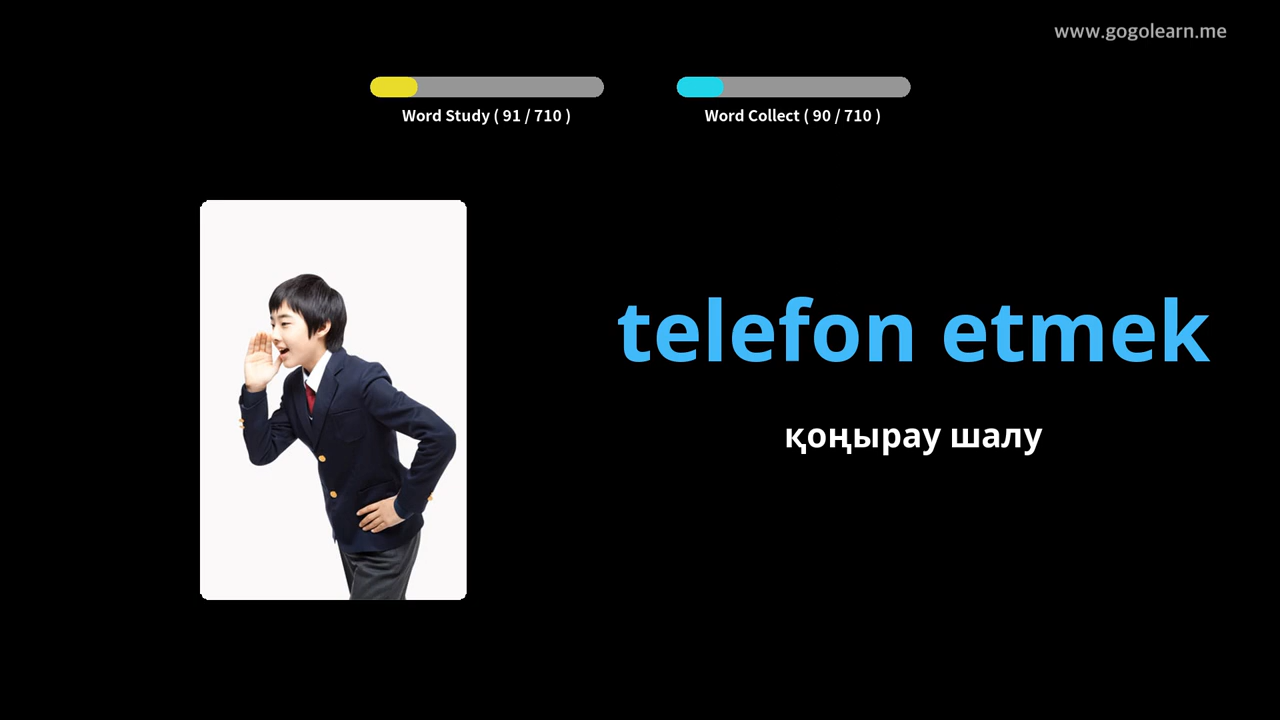 www.gogolearn.me
Word Study ( 91 / 710 )
Word Collect ( 90 / 710 )
telefon etmek
қоңырау шалу